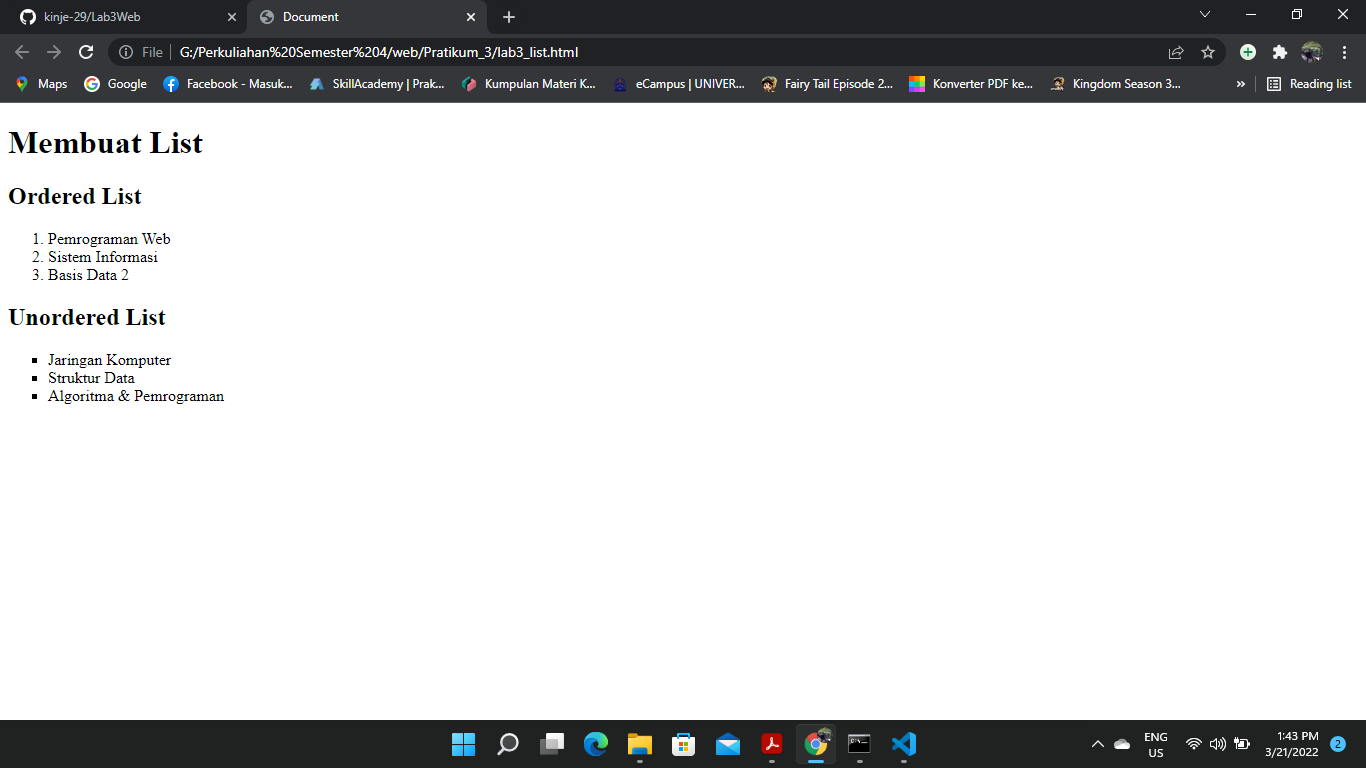 kinje-29/Lab3Web
Document
File
G:/Perkuliahan%20Semester%204/web/Pratikum_3/lab3_list.html
Maps
Google
Facebook - Masuk...
SkillAcademy | Prak...
Kumpulan Materi K...
eCampus | UNIVER...
Fairy Tail Episode 2...
Konverter PDF ke...
Kingdom Season 3...
»
Reading list
Membuat List
Ordered List
1. Pemrograman Web
2. Sistem Informasi
3. Basis Data 2
Unordered List
▪ Jaringan Komputer
▪ Struktur Data
▪ Algoritma & Pemrograman
ENG
US
1:43 PM
3/21/2022
2